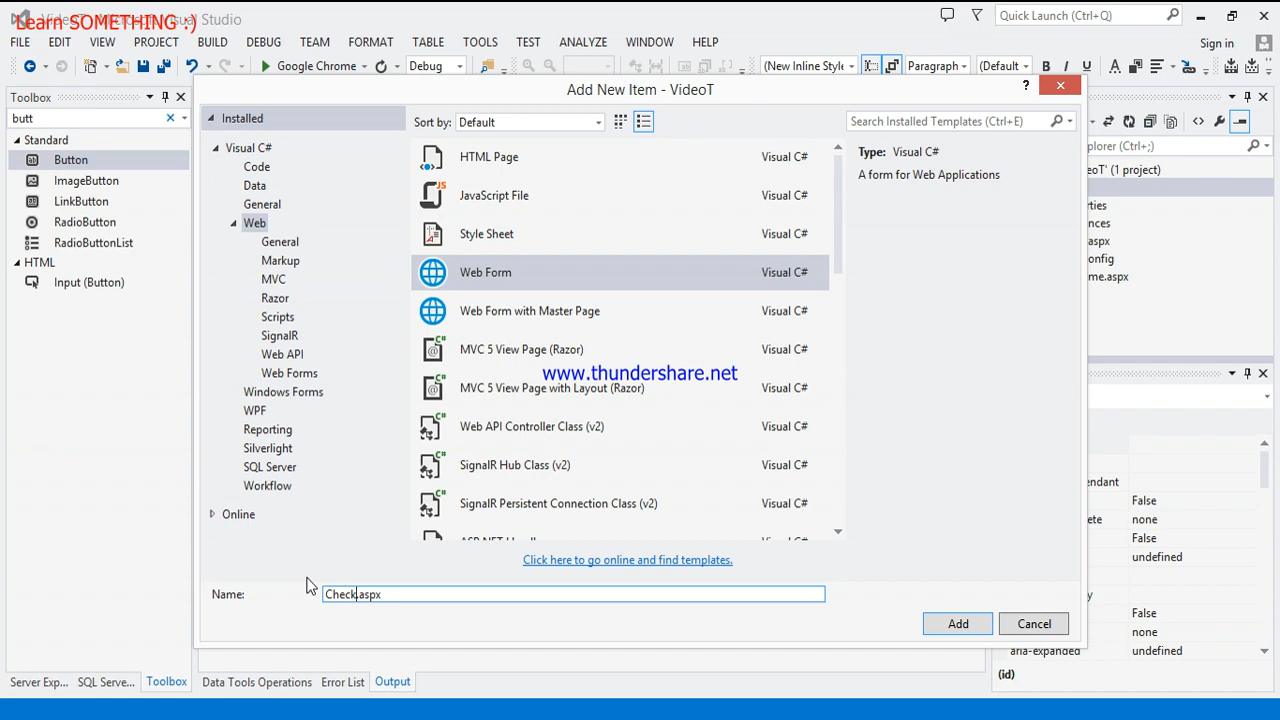 Learn SOMETHING :)
Visual Studio
Quick Launch (Ctrl+Q)
FILE EDIT VIEW PROJECT BUILD DEBUG TEAM FORMAT TABLE TOOLS TEST ANALYZE WINDOW HELP
Sign in
Google Chrome
Debug
(New Inline Style
Paragraph
(Default
Toolbox
butt
Standard
Button
ImageButton
LinkButton
RadioButton
RadioButtonList
HTML
Input (Button)
Add New Item - VideoT
Installed
Visual C#
Code
Data
General
Web
General
Markup
MVC
Razor
Scripts
SignalR
Web API
Web Forms
Windows Forms
WPF
Reporting
Silverlight
SQL Server
Workflow
Online
Sort by: Default
HTML Page Visual C#
JavaScript File Visual C#
Style Sheet Visual C#
Web Form Visual C#
Web Form with Master Page Visual C#
MVC 5 View Page (Razor) Visual C#
www.thundershare.net
MVC 5 View Page with Layout (Razor) Visual C#
Web API Controller Class (v2) Visual C#
SignalR Hub Class (v2) Visual C#
SignalR Persistent Connection Class (v2) Visual C#
Click here to go online and find templates.
Search Installed Templates (Ctrl+E)
Type: Visual C#
A form for Web Applications
Name: Check.aspx
Add Cancel
plorer (Ctrl+;)
eoT' (1 project)
erties
ences
aspx
onfig
me.aspx
endant
False
ete none
False
undefined
y
False
none
aria-expanded undefined
(id)
Server Exp... SQL Serve... Toolbox
Data Tools Operations Error List Output